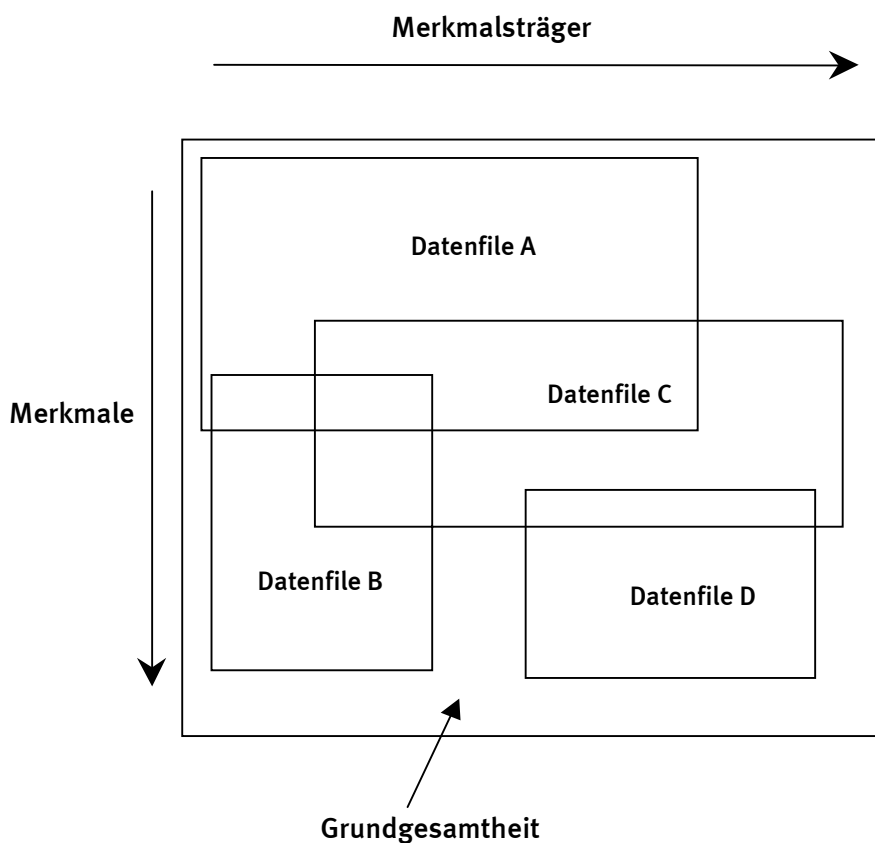 Merkmalsträger
Datenfile A
Datenfile C
Merkmale
Datenfile B
Datenfile D
Grundgesamtheit